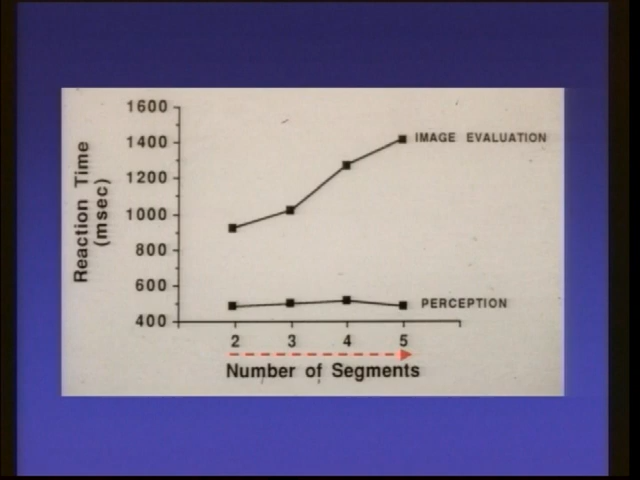 1600
1400
1200
1000
800
600
400
Reaction Time
(msec)
IMAGE EVALUATION
PERCEPTION
2 3 4 5
Number of Segments